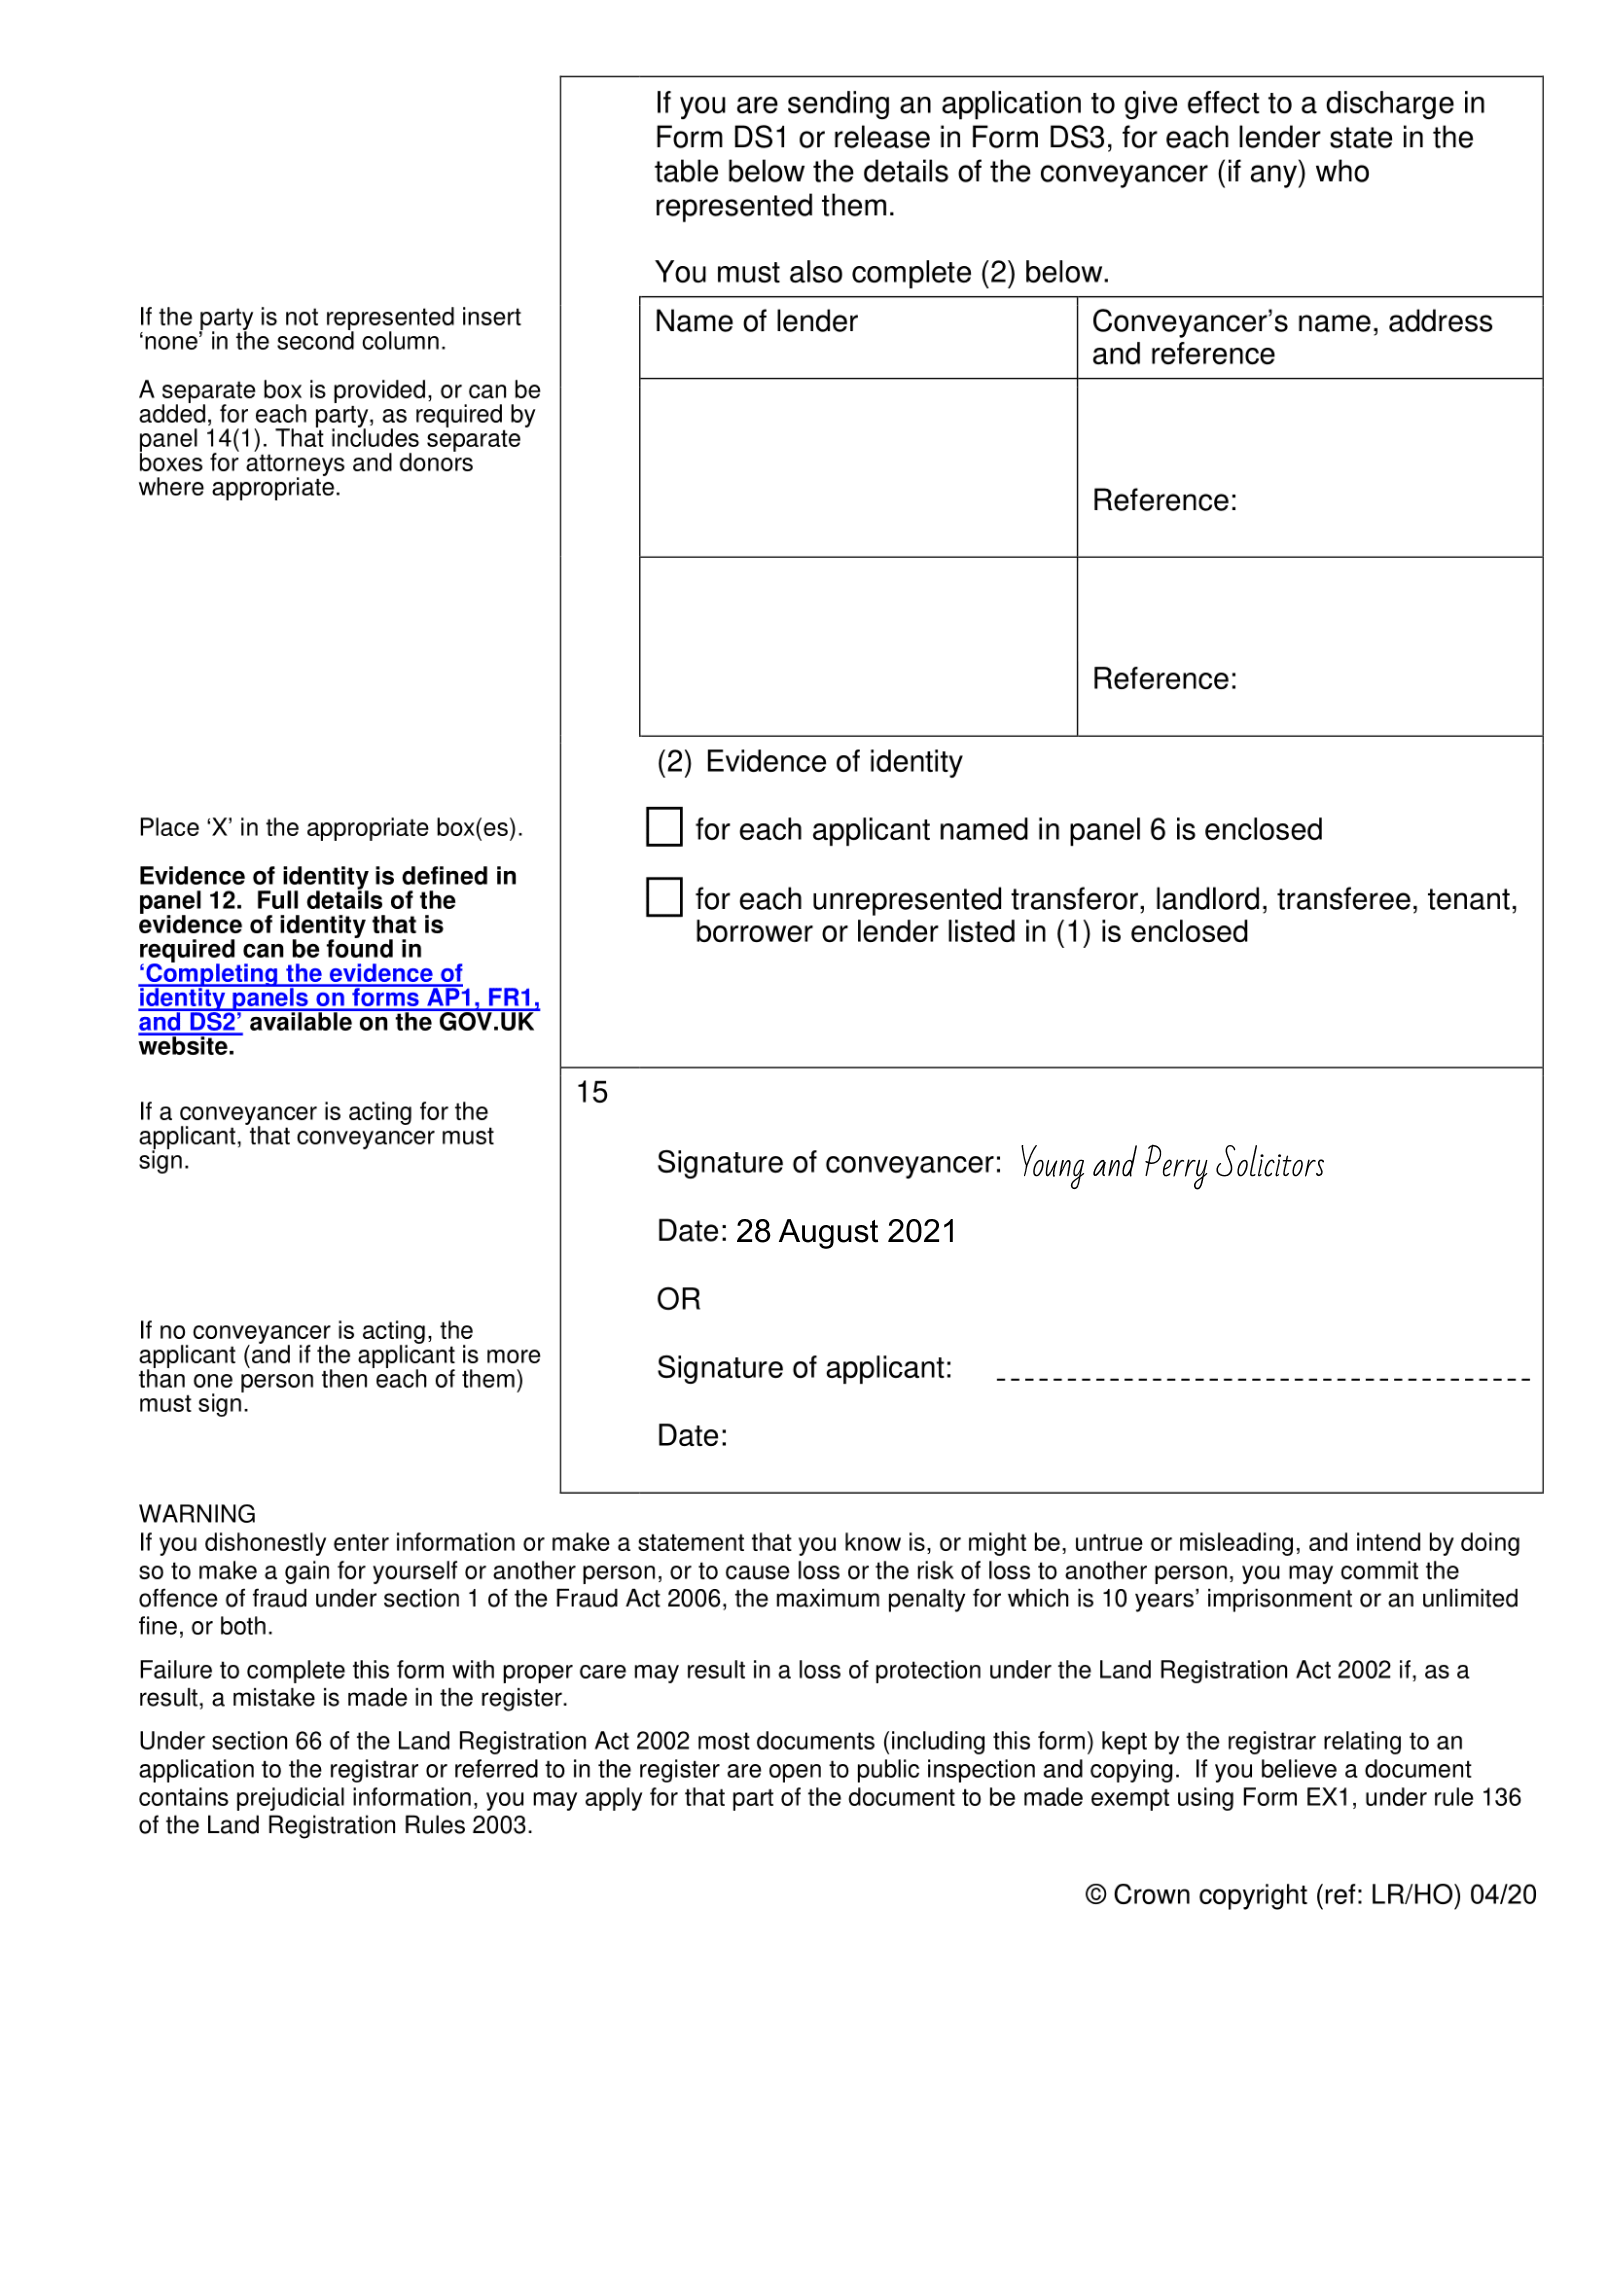 If you are sending an application to give effect to a discharge in
Form DS1 or release in Form DS3, for each lender state in the
table below the details of the conveyancer (if any) who
represented them.
You must also complete (2) below.
If the party is not represented insert
‘none’ in the second column.
A separate box is provided, or can be
added, for each party, as required by
panel 14(1). That includes separate
boxes for attorneys and donors
where appropriate.
Name of lender
Conveyancer’s name, address
and reference
Reference:
Reference:
(2) Evidence of identity
Place ‘X’ in the appropriate box(es).
for each applicant named in panel 6 is enclosed
Evidence of identity is defined in
panel 12.  Full details of the
evidence of identity that is
required can be found in
‘Completing the evidence of
identity panels on forms AP1, FR1,
and DS2’ available on the GOV.UK
website.
for each unrepresented transferor, landlord, transferee, tenant,
borrower or lender listed in (1) is enclosed
15
If a conveyancer is acting for the
applicant, that conveyancer must
sign.
Signature of conveyancer: Young and Perry Solicitors
Date: 28 August 2021
OR
If no conveyancer is acting, the
applicant (and if the applicant is more
than one person then each of them)
must sign.
Signature of applicant:
Date:
WARNING
If you dishonestly enter information or make a statement that you know is, or might be, untrue or misleading, and intend by doing
so to make a gain for yourself or another person, or to cause loss or the risk of loss to another person, you may commit the
offence of fraud under section 1 of the Fraud Act 2006, the maximum penalty for which is 10 years’ imprisonment or an unlimited
fine, or both.
Failure to complete this form with proper care may result in a loss of protection under the Land Registration Act 2002 if, as a
result, a mistake is made in the register.
Under section 66 of the Land Registration Act 2002 most documents (including this form) kept by the registrar relating to an
application to the registrar or referred to in the register are open to public inspection and copying.  If you believe a document
contains prejudicial information, you may apply for that part of the document to be made exempt using Form EX1, under rule 136
of the Land Registration Rules 2003.
© Crown copyright (ref: LR/HO) 04/20